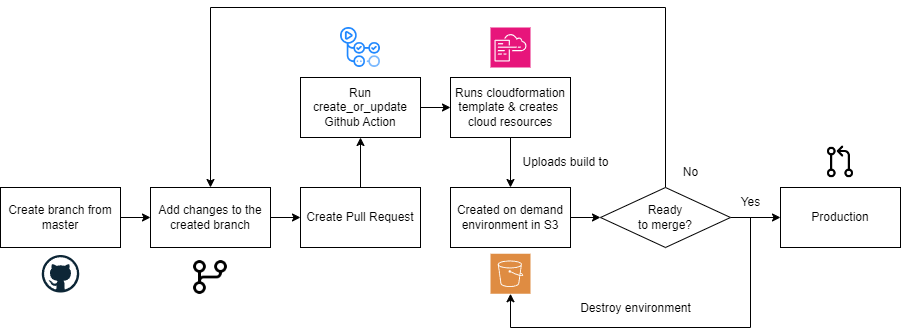 Run
create_or_update
Github Action
Runs cloudformation
template & creates
cloud resources
Uploads build to
No
Create branch from
master
Add changes to the
created branch
Create Pull Request
Created on demand
environment in S3
Ready
to merge?
Yes
Production
Destroy environment